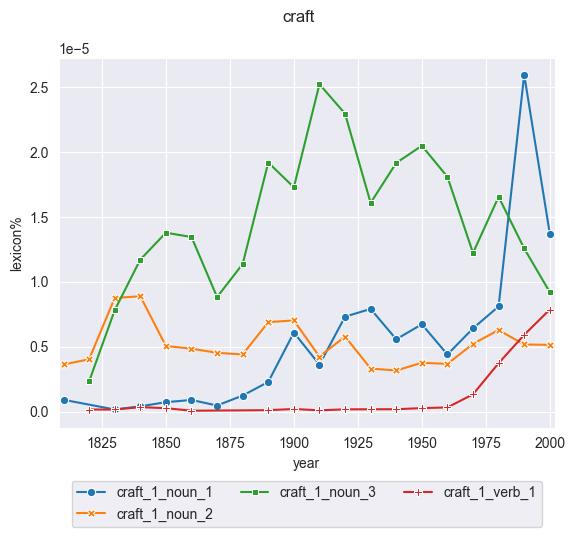 craft
1e−5
2.5
2.0
1.5
1.0
0.5
0.0
lexicon%
1825 1850 1875 1900 1925 1950 1975 2000
year
craft_1_noun_1 craft_1_noun_3 craft_1_verb_1
craft_1_noun_2